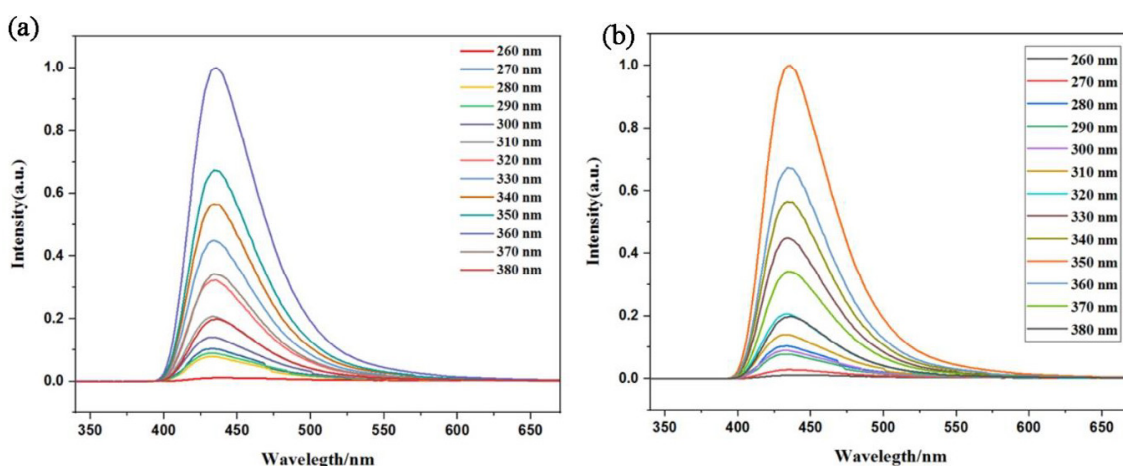 (a)
260 nm
270 nm
280 nm
290 nm
300 nm
310 nm
320 nm
330 nm
340 nm
350 nm
360 nm
370 nm
380 nm
1.0
0.8
0.6
0.4
0.2
0.0
Intensity(a.u.)
350 400 450 500 550 600 650
Wavelegth/nm
(b)
260 nm
270 nm
280 nm
290 nm
300 nm
310 nm
320 nm
330 nm
340 nm
350 nm
360 nm
370 nm
380 nm
1.0
0.8
0.6
0.4
0.2
0.0
Intensity(a.u.)
350 400 450 500 550 600 650
Wavelegth/nm